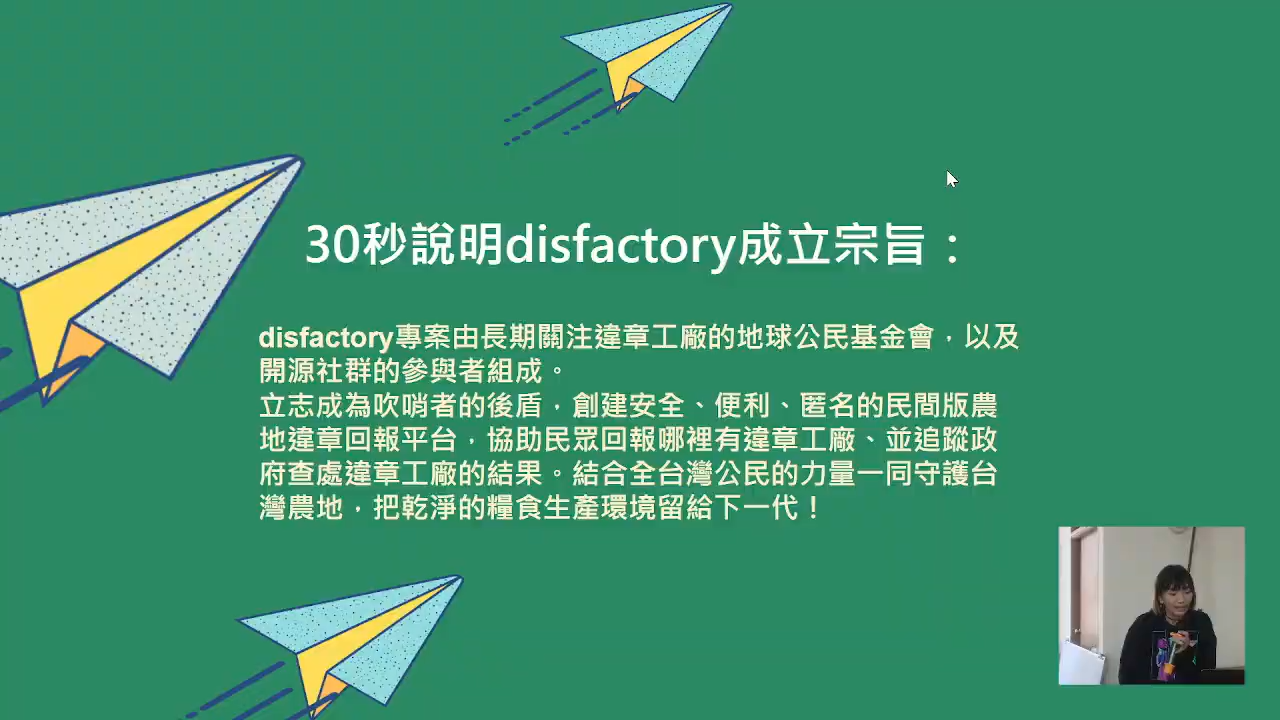 30秒說明disfactory成立宗旨：
disfactory專案由長期關注違章工廠的地球公民基金會，以及
開源社群的參與者組成。
立志成為吹哨者的後盾，創建安全、便利、匿名的民間版農
地違章回報平台，協助民眾回報哪裡有違章工廠、並追蹤政
府查處違章工廠的結果。結合全台灣公民的力量一同守護台
灣農地，把乾淨的糧食生產環境留給下一代！